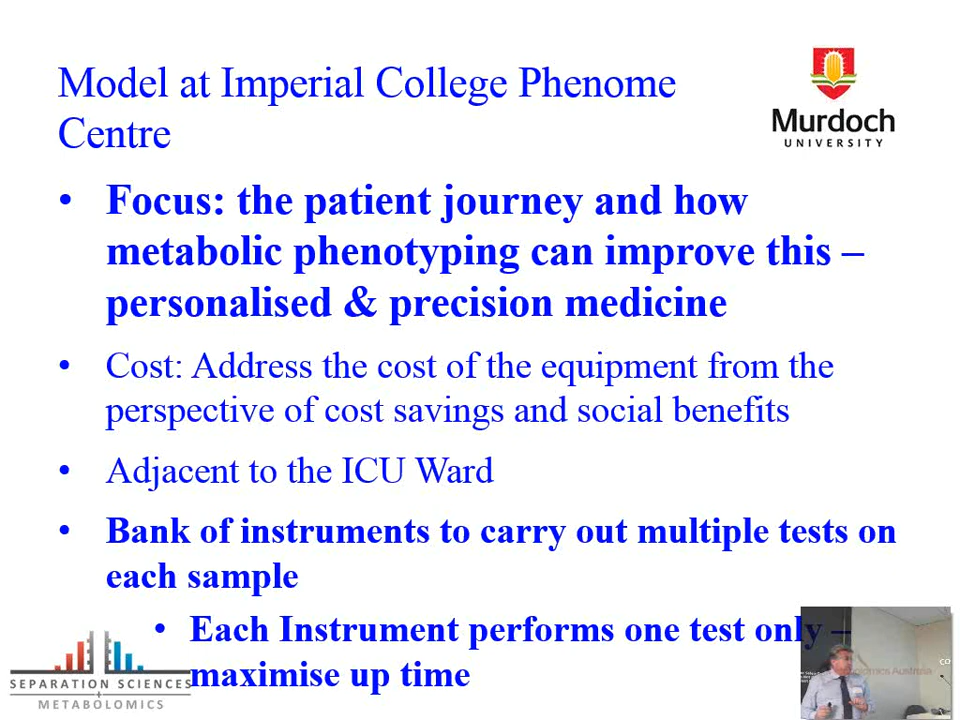 Model at Imperial College Phenome
Centre
Murdoch
UNIVERSITY
• Focus: the patient journey and how
metabolic phenotyping can improve this –
personalised & precision medicine
• Cost: Address the cost of the equipment from the
perspective of cost savings and social benefits
• Adjacent to the ICU Ward
• Bank of instruments to carry out multiple tests on
each sample
• Each Instrument performs one test only –
maximise up time
SEPARATION SCIENCES
METABOLOMICS
Australia